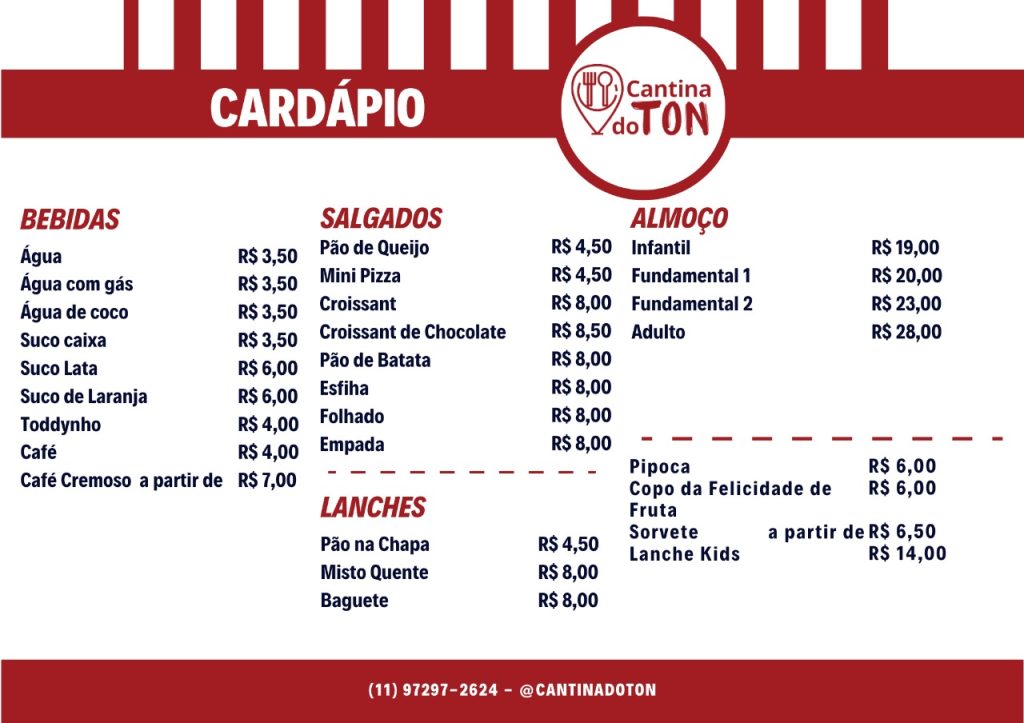 CARDÁPIO
Cantina
do TON
BEBIDAS
Água R$ 3,50
Água com gás R$ 3,50
Água de coco R$ 3,50
Suco caixa R$ 3,50
Suco Lata R$ 6,00
Suco de Laranja R$ 6,00
Toddynho R$ 4,00
Café R$ 4,00
Café Cremoso a partir de R$ 7,00
SALGADOS
Pão de Queijo R$ 4,50
Mini Pizza R$ 4,50
Croissant R$ 8,00
Croissant de Chocolate R$ 8,50
Pão de Batata R$ 8,00
Esfiha R$ 8,00
Folhado R$ 8,00
Empada R$ 8,00
LANCHES
Pão na Chapa R$ 4,50
Misto Quente R$ 8,00
Baguete R$ 8,00
ALMOÇO
Infantil R$ 19,00
Fundamental 1 R$ 20,00
Fundamental 2 R$ 23,00
Adulto R$ 28,00
Pipoca R$ 6,00
Copo da Felicidade de R$ 6,00
Fruta
Sorvete a partir de R$ 6,50
Lanche Kids R$ 14,00
(11) 97297-2624 - @CANTINADOTON